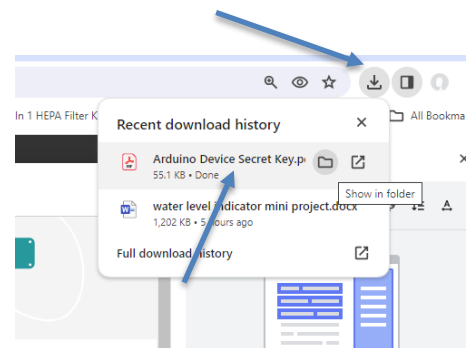 In 1 HEPA Filter K
All Bookma
Recent download history
Arduino Device Secret Key.p
55.1 KB • Done
Show in folder
water level indicator mini project.docx
1,202 KB • 5 hours ago
Full download history